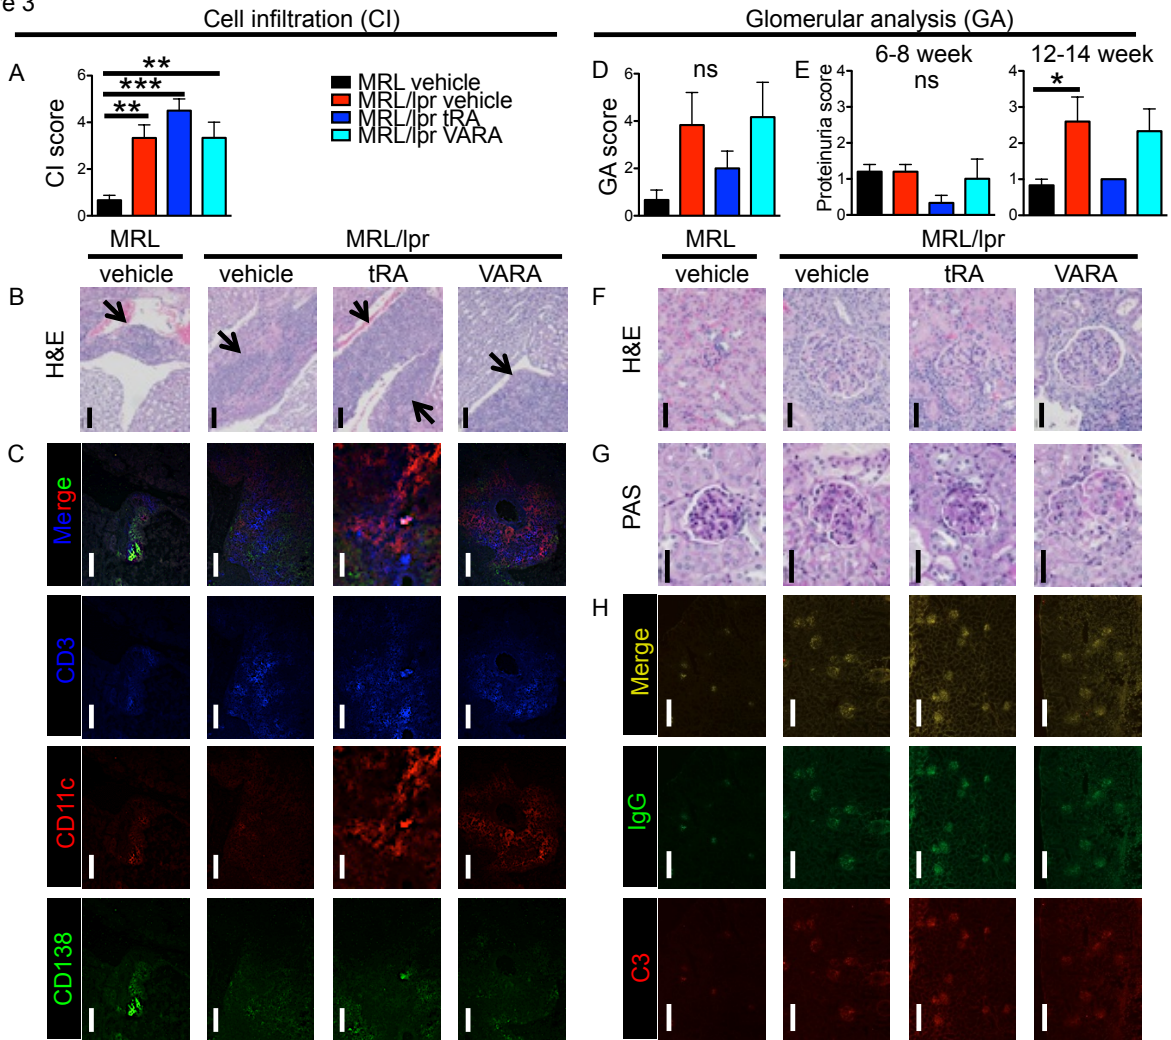 e 3
Cell infiltration (CI)
Glomerular analysis (GA)
A
**
***
**
CI score
6
4
2
0
MRL vehicle
MRL/lpr vehicle
MRL/lpr tRA
MRL/lpr VARA
D
ns
GA score
6
4
2
0
E
6-8 week
ns
Proteinuria score
4
3
2
1
0
12-14 week
*
4
3
2
1
0
MRL
MRL/lpr
vehicle
vehicle
tRA
VARA
MRL
MRL/lpr
vehicle
vehicle
tRA
VARA
B
H&E
C
Merge
CD3
CD11c
CD138
F
H&E
G
PAS
H
Merge
IgG
C3